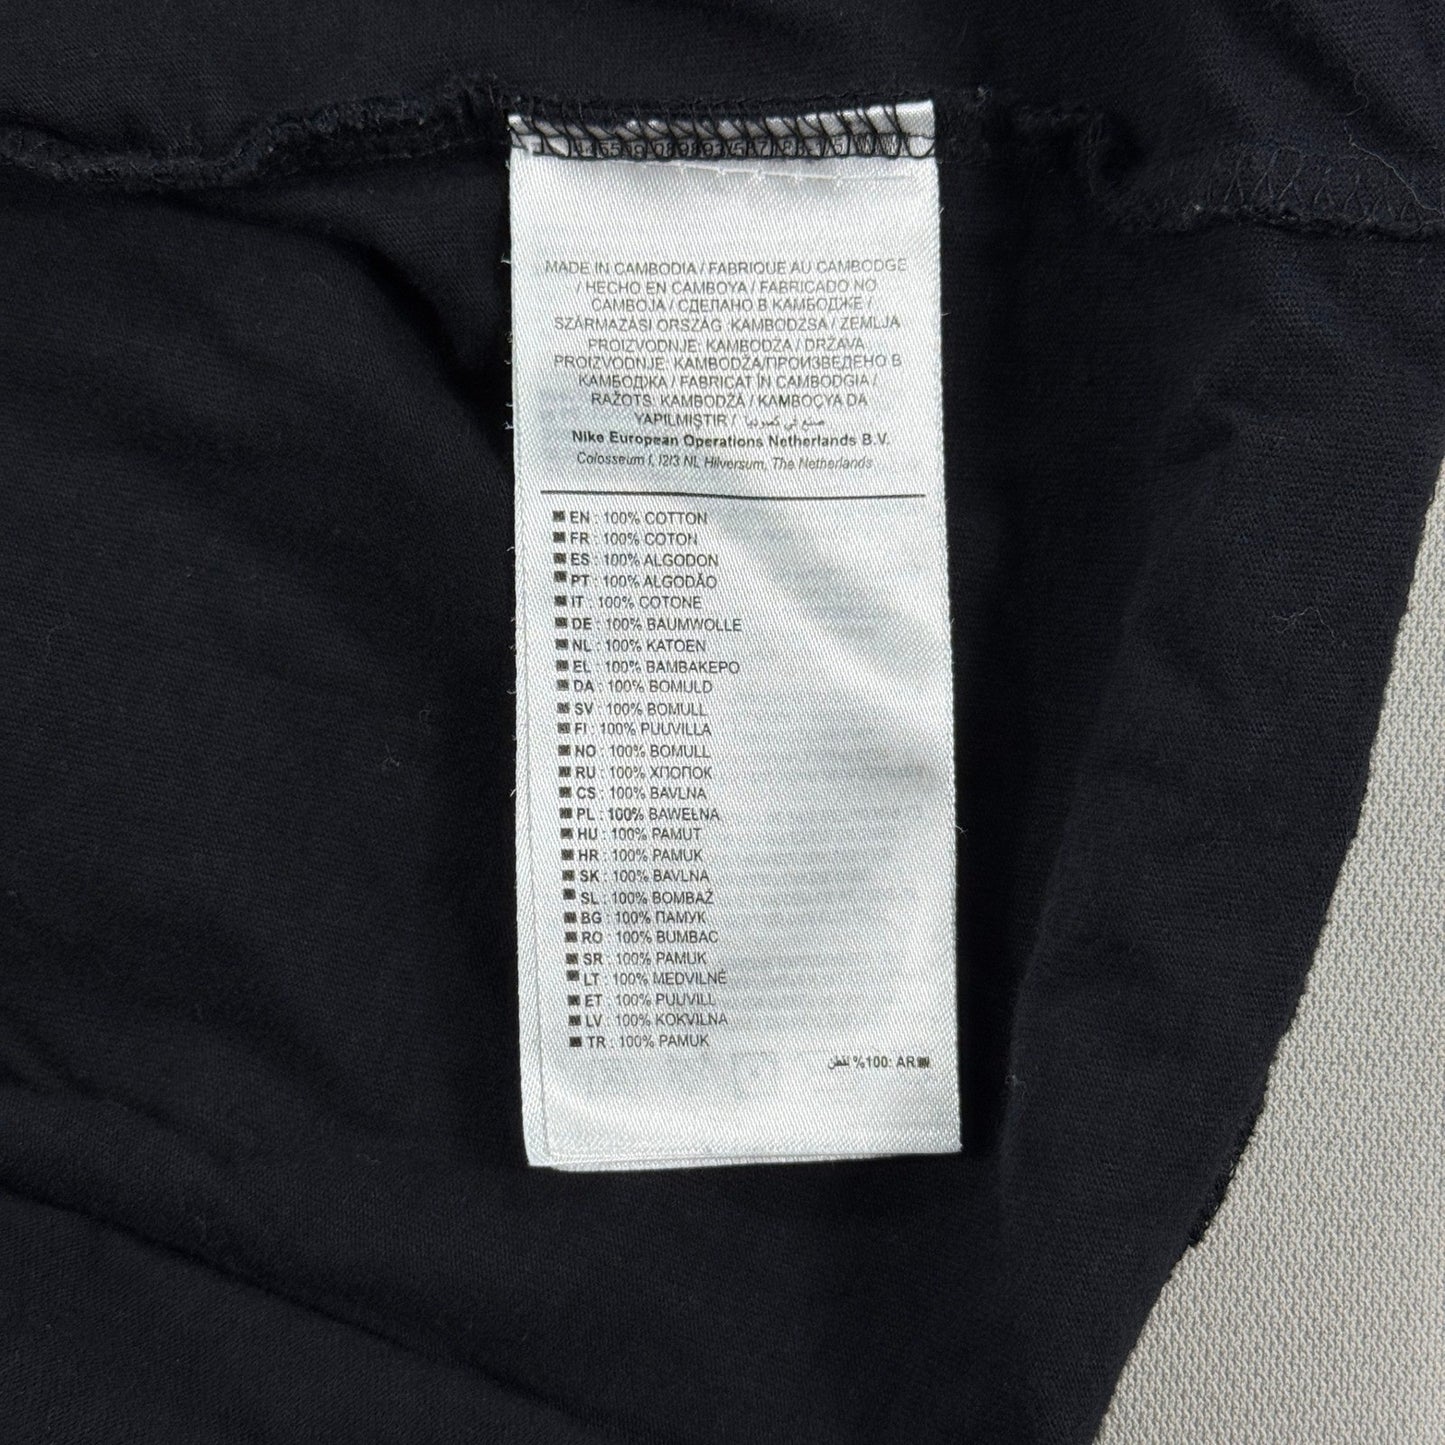 MADE IN CAMBODIA / FABRIQUE AU CAMBODGE
/ HECHO EN CAMBOYA / FABRICADO NO
CAMBOJA / СДЕЛАНО В КАМБОДЖЕ /
SZÁRMAZÁSI ORSZÁG :KAMBODZSA / ZEMLJA
PROIZVODNJE: KAMBODŽA / DRŽAVA
PROIZVODNJE: KAMBODŽA/ПРОИЗВЕДЕНО В
КАМБОДЖА / FABRICAT ÎN CAMBODGIA /
RAŽOTS: KAMBODŽĀ / KAMBOÇYA DA
YAPILMIŞTIR / صنع في كمبوديا
Nike European Operations Netherlands B.V.
Colosseum 1, 1213 NL Hilversum, The Netherlands
EN : 100% COTTON
FR : 100% COTON
ES : 100% ALGODON
PT : 100% ALGODÃO
IT : 100% COTONE
DE : 100% BAUMWOLLE
NL : 100% KATOEN
EL : 100% ΒΑΜΒΑΚΕΡΟ
DA : 100% BOMULD
SV : 100% BOMULL
FI : 100% PUUVILLA
NO : 100% BOMULL
RU : 100% ХЛОПОК
CS : 100% BAVLNA
PL : 100% BAWEŁNA
HU : 100% PAMUT
HR : 100% PAMUK
SK : 100% BAVLNA
SL : 100% BOMBAŽ
BG : 100% ПАМУК
RO : 100% BUMBAC
SR : 100% PAMUK
LT : 100% MEDVILNĖ
ET : 100% PUUVILL
LV : 100% KOKVILNA
TR : 100% PAMUK
AR :100% قطن